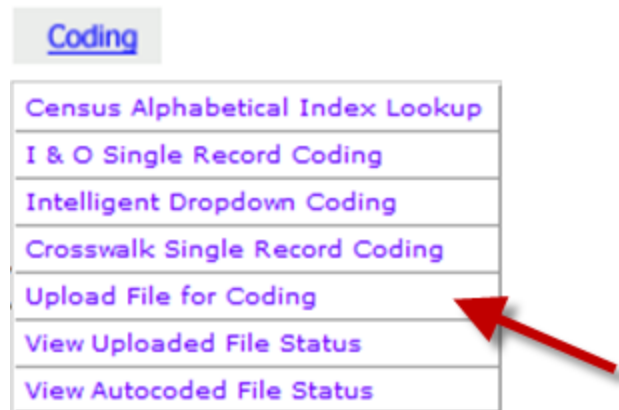 Coding
Census Alphabetical Index Lookup
I & O Single Record Coding
Intelligent Dropdown Coding
Crosswalk Single Record Coding
Upload File for Coding
View Uploaded File Status
View Autocoded File Status